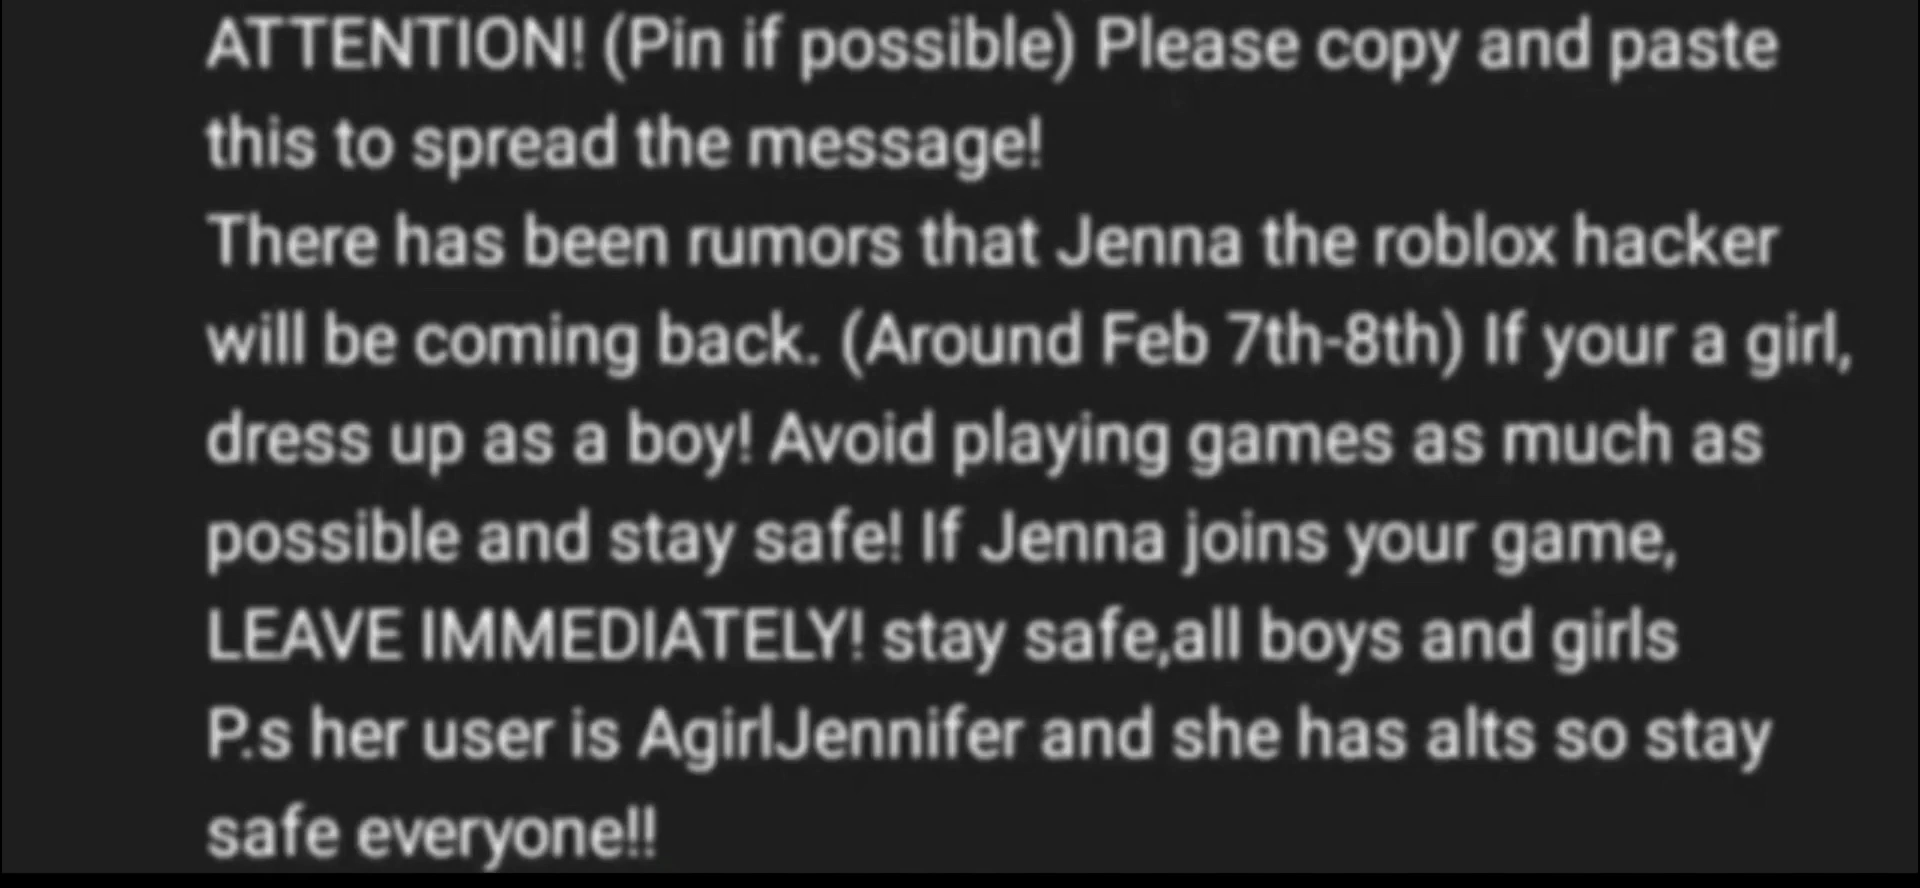 ATTENTION! (Pin if possible) Please copy and paste
this to spread the message!
There has been rumors that Jenna the roblox hacker
will be coming back. (Around Feb 7th-8th) If your a girl,
dress up as a boy! Avoid playing games as much as
possible and stay safe! If Jenna joins your game,
LEAVE IMMEDIATELY! stay safe,all boys and girls
P.s her user is AgirlJennifer and she has alts so stay
safe everyone!!